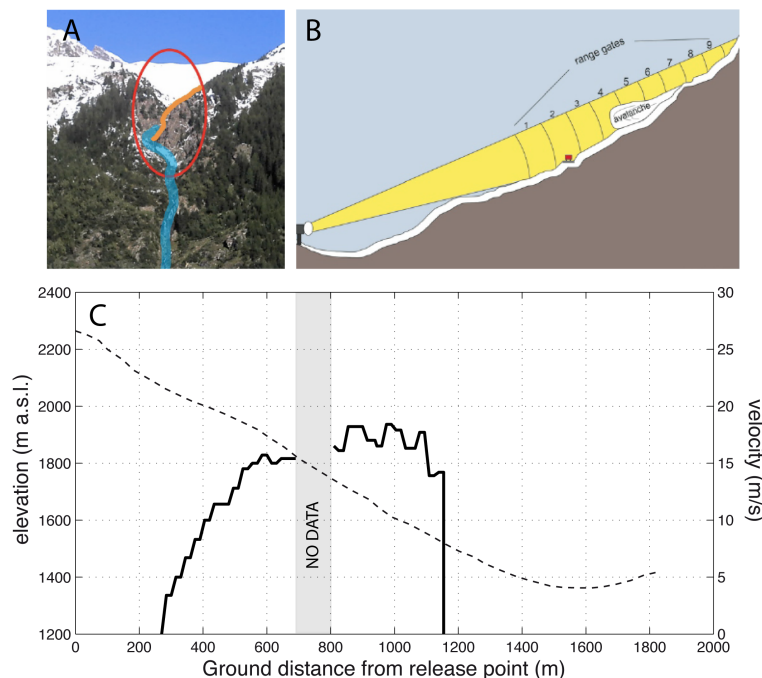 A
B
range gates
1 2 3 4 5 6 7 8 9
avalanche
C
elevation (m a.s.l.)
2400
2200
2000
1800
1600
1400
1200
NO DATA
30
25
20
15
10
5
0
velocity (m/s)
0 200 400 600 800 1000 1200 1400 1600 1800 2000
Ground distance from release point (m)